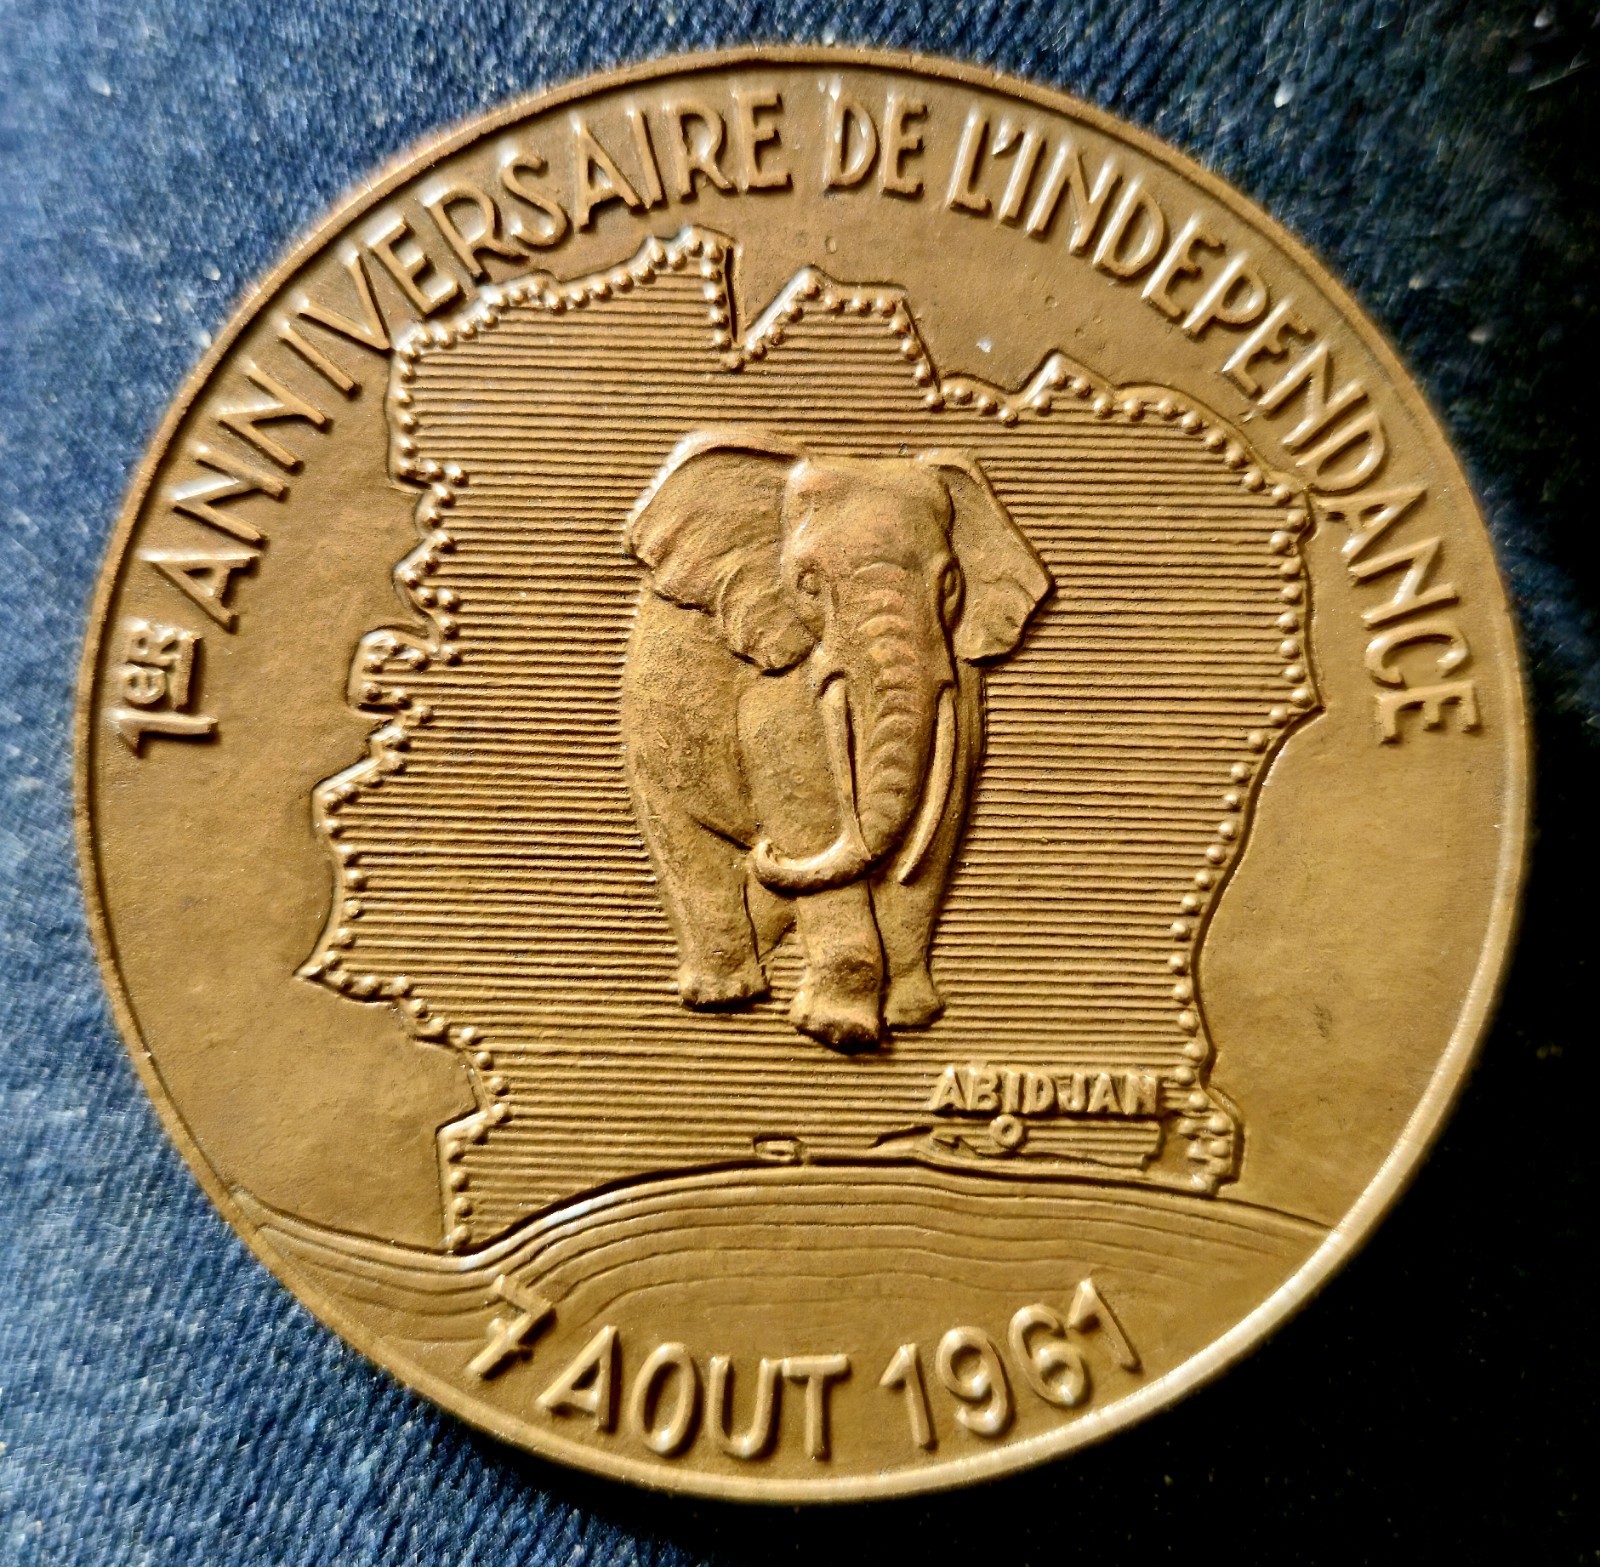 1er ANNIVERSAIRE DE L'INDEPENDANCE
ABIDJAN
7 AOUT 1961